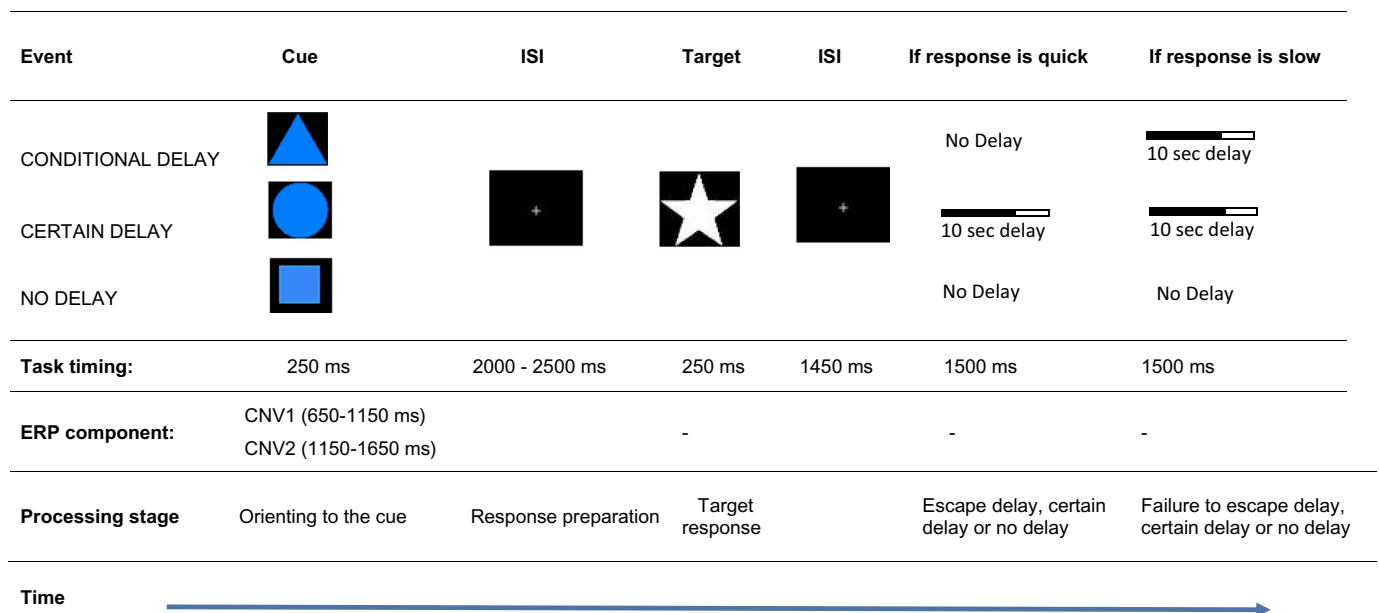 Event Cue ISI Target ISI If response is quick If response is slow
CONDITIONAL DELAY No Delay 10 sec delay
CERTAIN DELAY 10 sec delay 10 sec delay
NO DELAY No Delay No Delay
Task timing: 250 ms 2000 - 2500 ms 250 ms 1450 ms 1500 ms 1500 ms
CNV1 (650-1150 ms)
ERP component: - - -
CNV2 (1150-1650 ms)
Processing stage Orienting to the cue Response preparation Target response Escape delay, certain delay or no delay Failure to escape delay, certain delay or no delay
Time